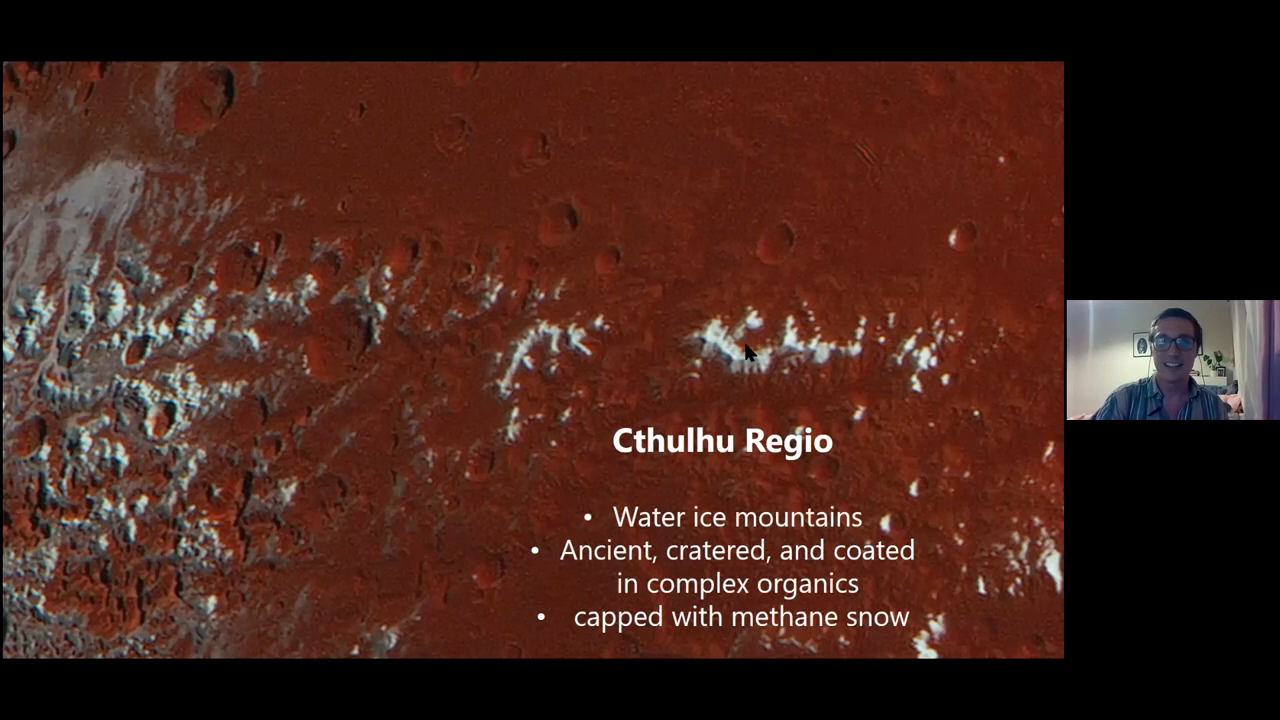 Cthulhu Regio
• Water ice mountains
• Ancient, cratered, and coated
in complex organics
• capped with methane snow